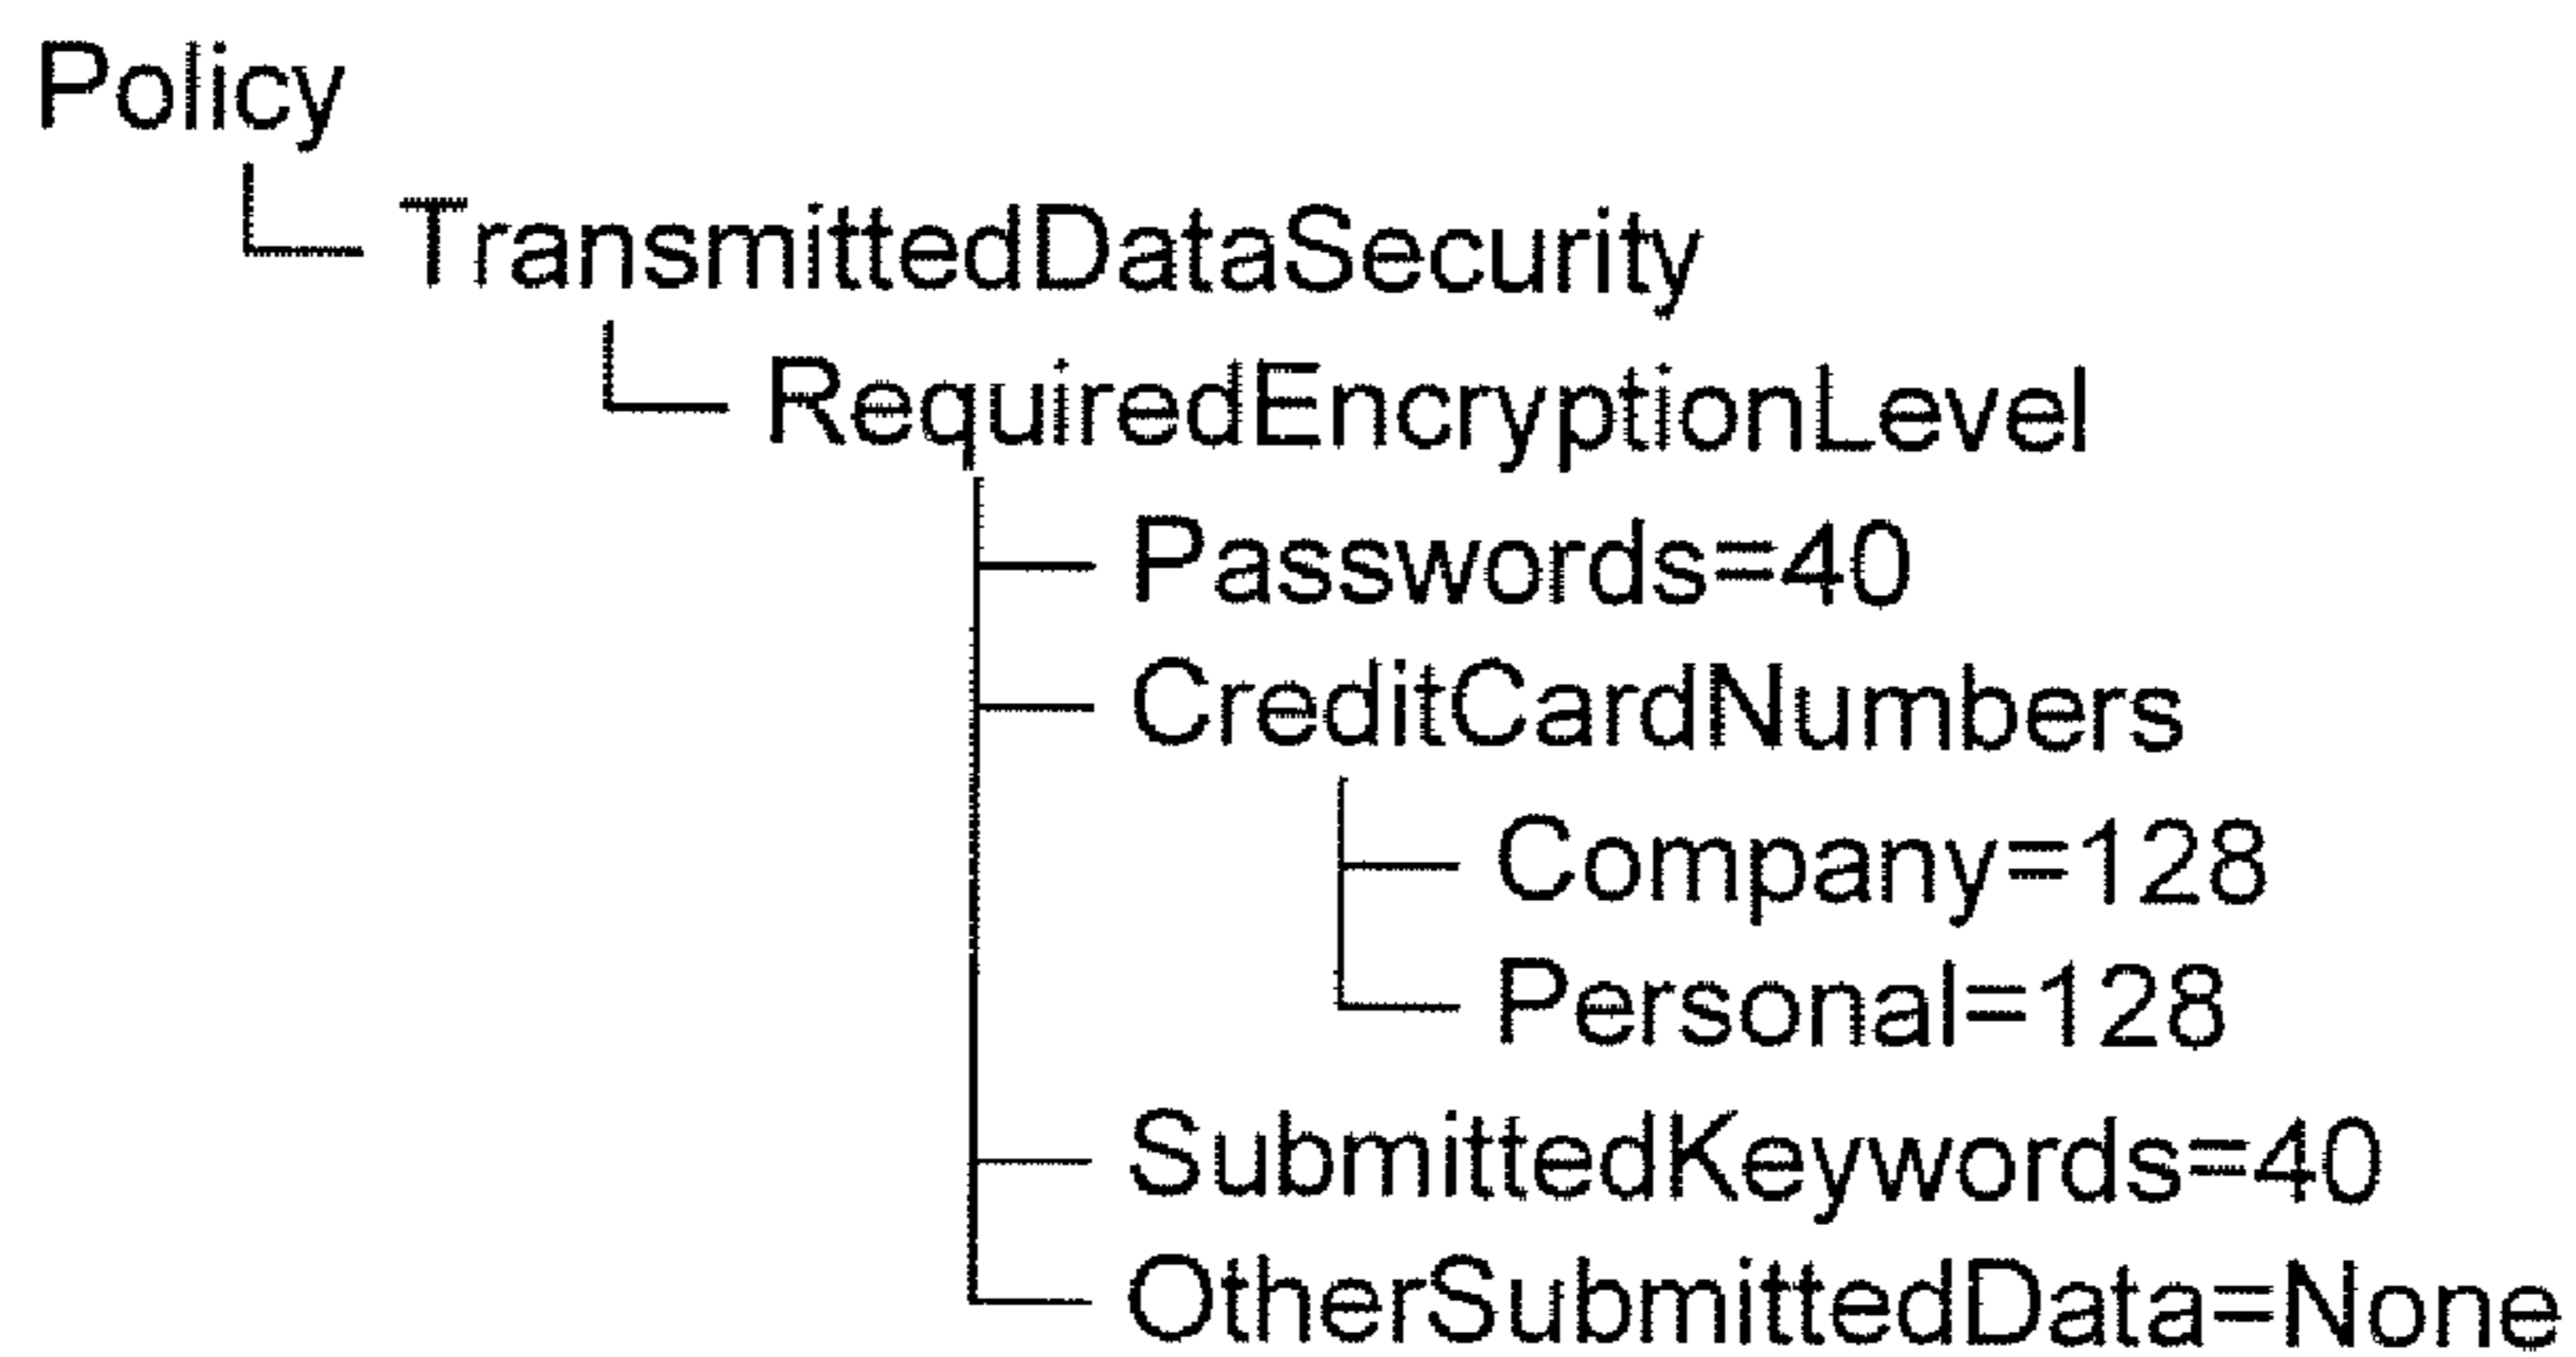 Policy
TransmittedDataSecurity
RequiredEncryptionLevel
Passwords=40
CreditCardNumbers
Company=128
Personal=128
SubmittedKeywords=40
OtherSubmittedData=None